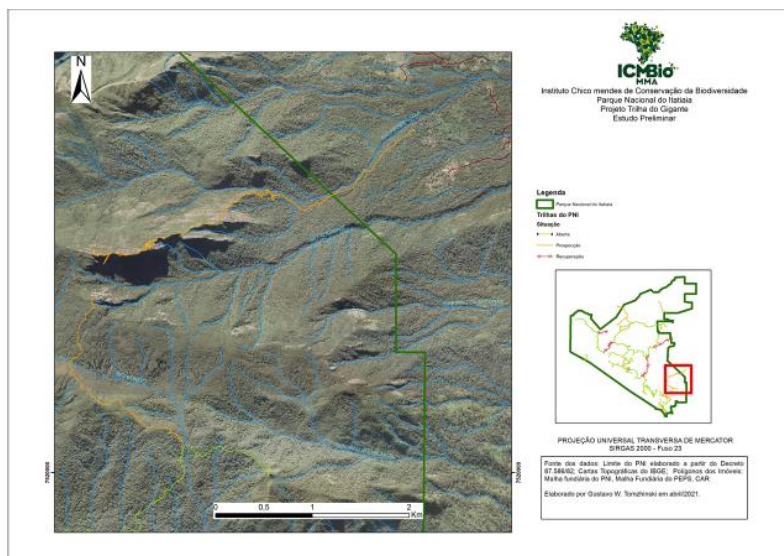 N
ICMBio
MMA
Instituto Chico mendes de Conservação da Biodiversidade
Parque Nacional do Itatiaia
Projeto Trilha do Gigante
Estudo Preliminar
Legenda
Parque Nacional do Itatiaia
Trilhas do PNI
Situação
Aberta
Prospecção
Recuperação
PROJEÇÃO UNIVERSAL TRANSVERSA DE MERCATOR
SIRGAS 2000 - Fuso 23
Fonte dos dados: Limite do PNI elaborado a partir do Decreto
87.586/82; Cartas Topográficas do IBGE; Polígonos dos Imóveis:
Malha fundiária do PNI, Malha Fundiária do PEPS, CAR.
Elaborado por Gustavo W. Tomzhinski em abril/2021.
0 0,5 1 2
Km